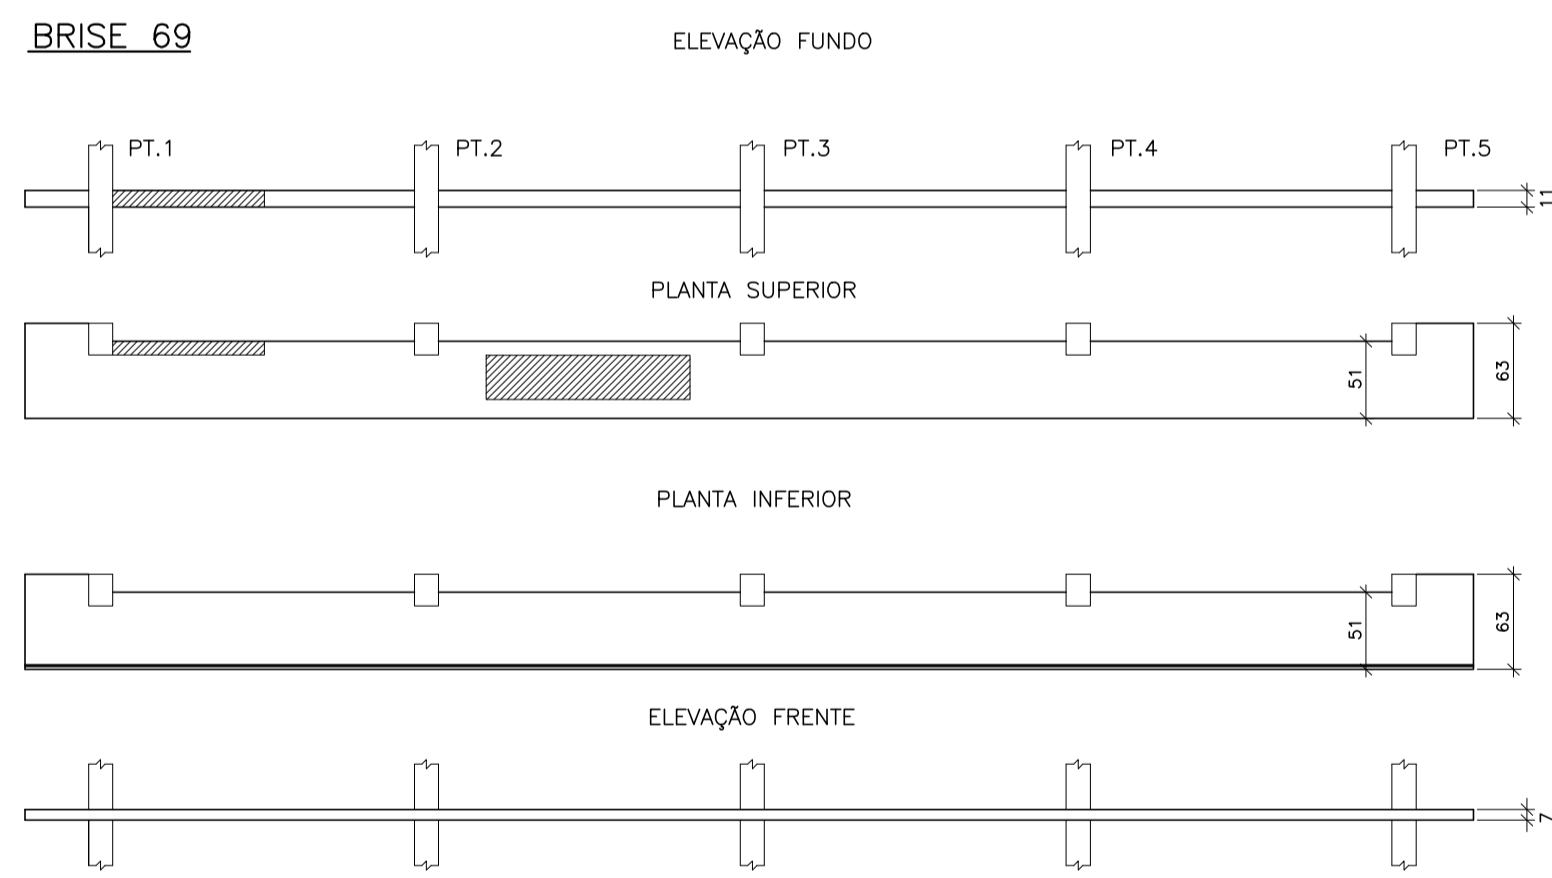 BRISE 69
ELEVAÇÃO FUNDO
PT.1 PT.2 PT.3 PT.4 PT.5
11
PLANTA SUPERIOR
51
63
PLANTA INFERIOR
51
63
ELEVAÇÃO FRENTE
7